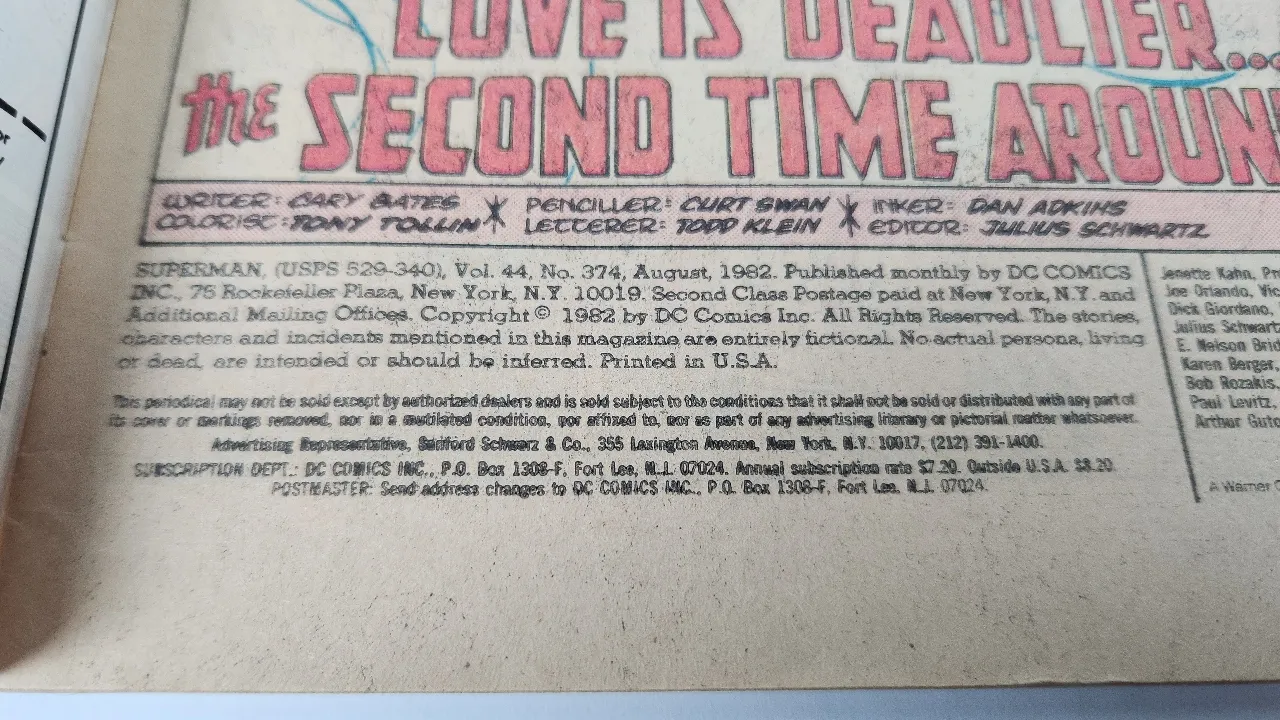 LOVE IS DEADLIER...
the SECOND TIME AROUN
WRITER: CARY BATES PENCILLER: CURT SWAN INKER: DAN ADKINS
COLORIST: TONY TOLLIN LETTERER: TODD KLEIN EDITOR: JULIUS SCHWARTZ
SUPERMAN, (USPS 529-340), Vol. 44, No. 374, August, 1982. Published monthly by DC COMICS
INC., 75 Rockefeller Plaza, New York, N.Y. 10019. Second Class Postage paid at New York, N.Y. and
Additional Mailing Offices. Copyright © 1982 by DC Comics Inc. All Rights Reserved. The stories,
characters and incidents mentioned in this magazine are entirely fictional. No actual persons, living
or dead, are intended or should be inferred. Printed in U.S.A.
This periodical may not be sold except by authorized dealers and is sold subject to the conditions that it shall not be sold or distributed with any part of
its cover or markings removed, nor in a mutilated condition, nor affixed to, nor as part of any advertising literary or pictorial matter whatsoever.
Advertising Representative, Sanford Schwarz & Co., 355 Lexington Avenue, New York, N.Y. 10017, (212) 391-1400.
SUBSCRIPTION DEPT.: DC COMICS INC., P.O. Box 1308-F, Fort Lee, N.J. 07024. Annual subscription rate $7.20. Outside U.S.A. $8.20.
POSTMASTER: Send address changes to DC COMICS INC., P.O. Box 1308-F, Fort Lee, N.J. 07024.
Jenette Kahn, Pr
Joe Orlando, Vic
Dick Giordano,
Julius Schwart
E. Nelson Brid
Karen Berger,
Bob Rozakis,
Paul Levitz,
Arthur Guto
A Warner C